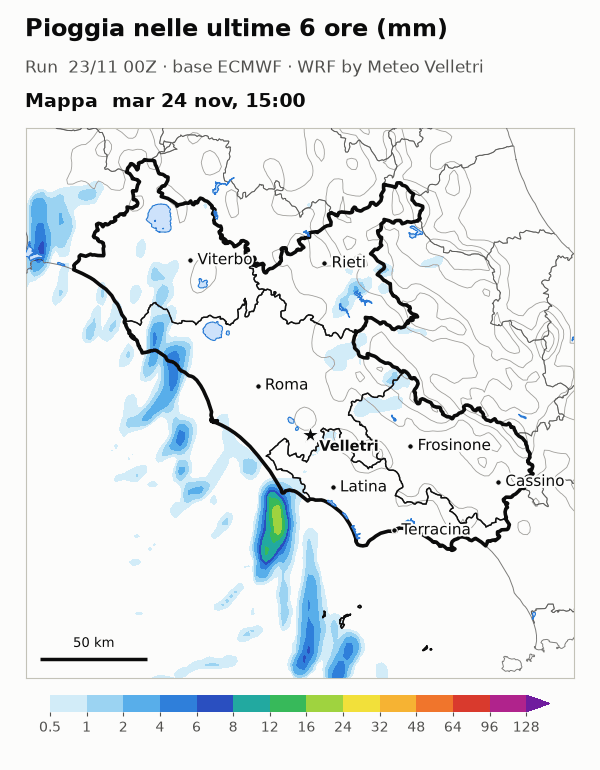 Pioggia nelle ultime 6 ore (mm)
Run  23/11 00Z · base ECMWF · WRF by Meteo Velletri
Mappa  mar 24 nov, 15:00
Viterbo
Rieti
Roma
Velletri
Frosinone
Latina
Cassino
Terracina
50 km
0.5 1 2 4 6 8 12 16 24 32 48 64 96 128